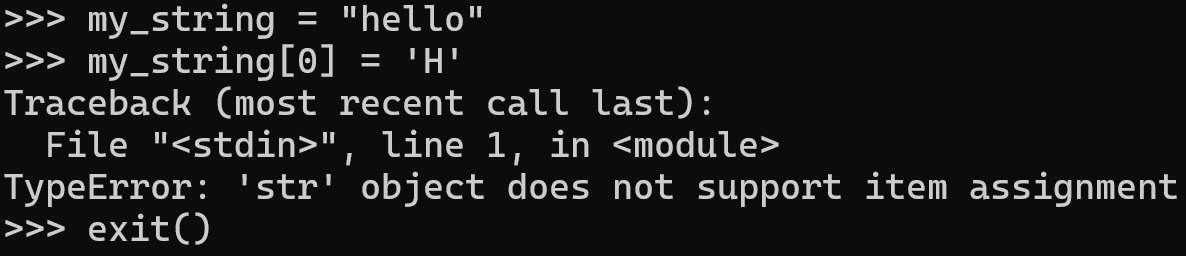 >>> my_string = "hello"
>>> my_string[0] = 'H'
Traceback (most recent call last):
  File "<stdin>", line 1, in <module>
TypeError: 'str' object does not support item assignment
>>> exit()